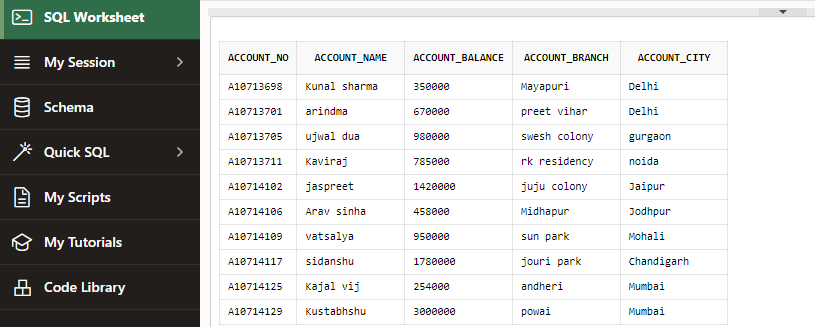 SQL Worksheet
My Session
Schema
Quick SQL
My Scripts
My Tutorials
Code Library
ACCOUNT_NO ACCOUNT_NAME ACCOUNT_BALANCE ACCOUNT_BRANCH ACCOUNT_CITY
A10713698 Kunal sharma 350000 Mayapuri Delhi
A10713701 arindma 670000 preet vihar Delhi
A10713705 ujwal dua 980000 swesh colony gurgaon
A10713711 Kaviraj 785000 rk residency noida
A10714102 jaspreet 1420000 juju colony Jaipur
A10714106 Arav sinha 458000 Midhapur Jodhpur
A10714109 vatsalya 950000 sun park Mohali
A10714117 sidanshu 1780000 jouri park Chandigarh
A10714125 Kajal vij 254000 andheri Mumbai
A10714129 Kustabhshu 3000000 powai Mumbai